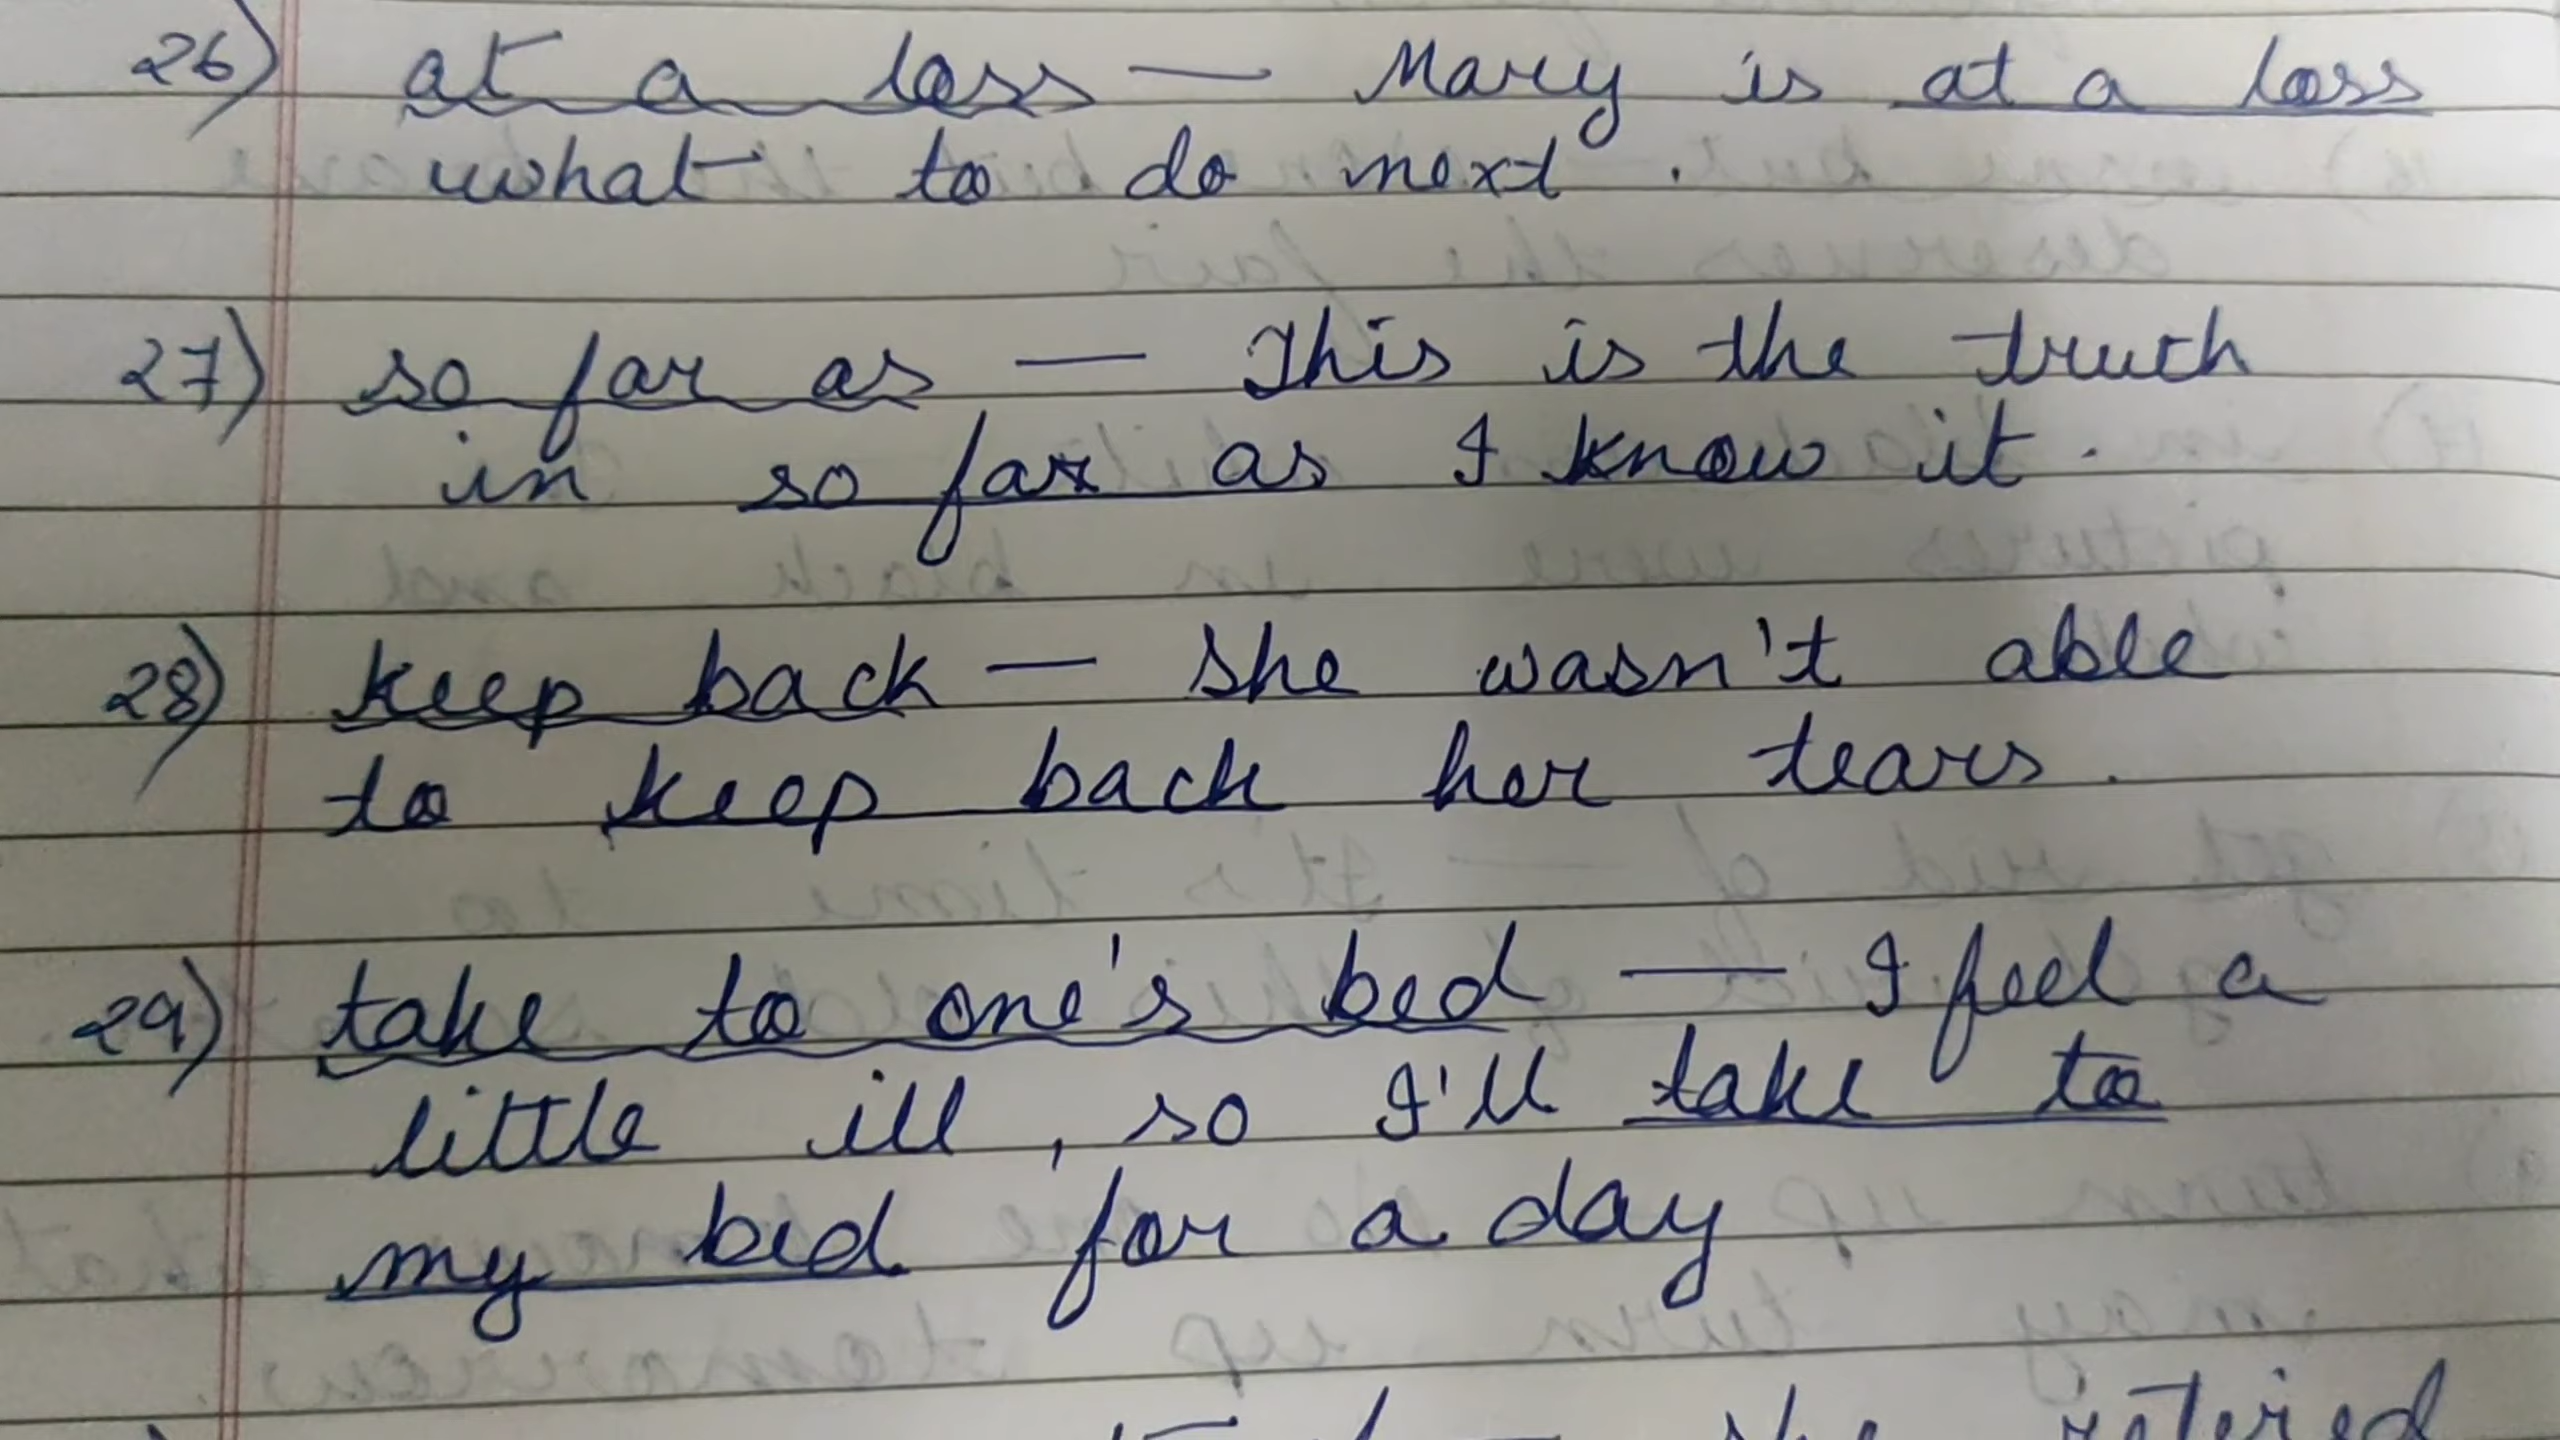 26) at a loss — Mary is at a loss
what to do next.
27) so far as — This is the truth
in so far as I know it.
28) keep back — She wasn't able
to keep back her tears.
29) take to one's bed — I feel a
little ill, so I'll take to
my bed for a day
— She